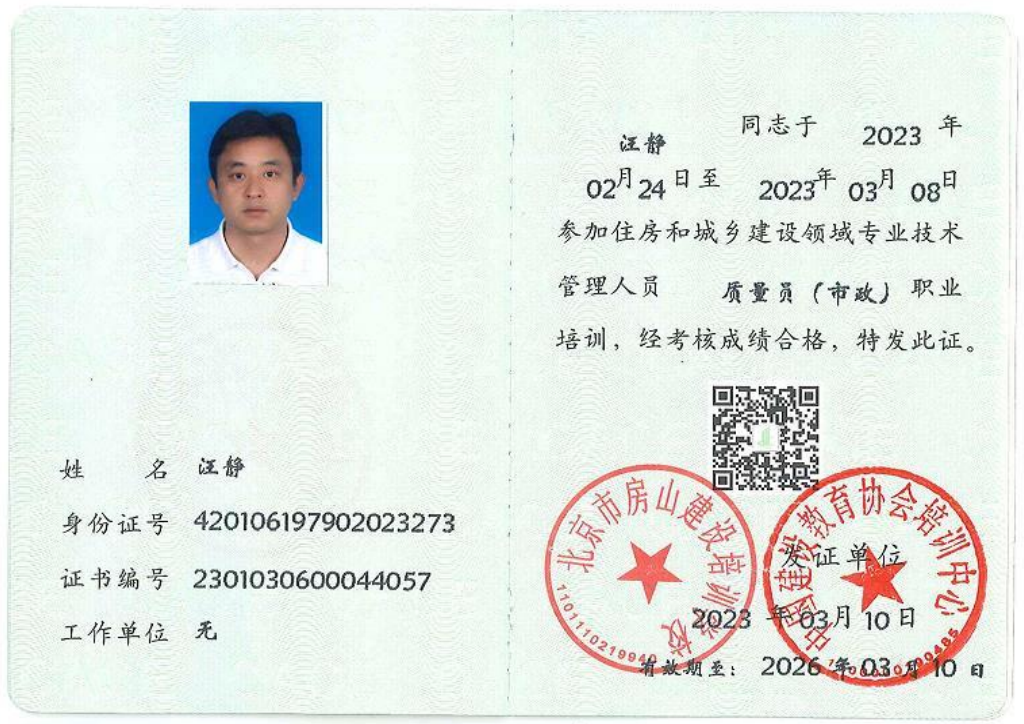 姓 名 汪静
身份证号 420106197902023273
证书编号 2301030600044057
工作单位 无
汪静 同志于 2023 年
02月 24 日至 2023年 03月 08日
参加住房和城乡建设领域专业技术
管理人员 质量员（市政） 职业
培训，经考核成绩合格，特发此证。
北京市房山建设培训学校
1101110219940
中国建设教育协会培训中心
发证单位
2023 年 03月 10 日
有效期至： 2026 年 03 月 10 日